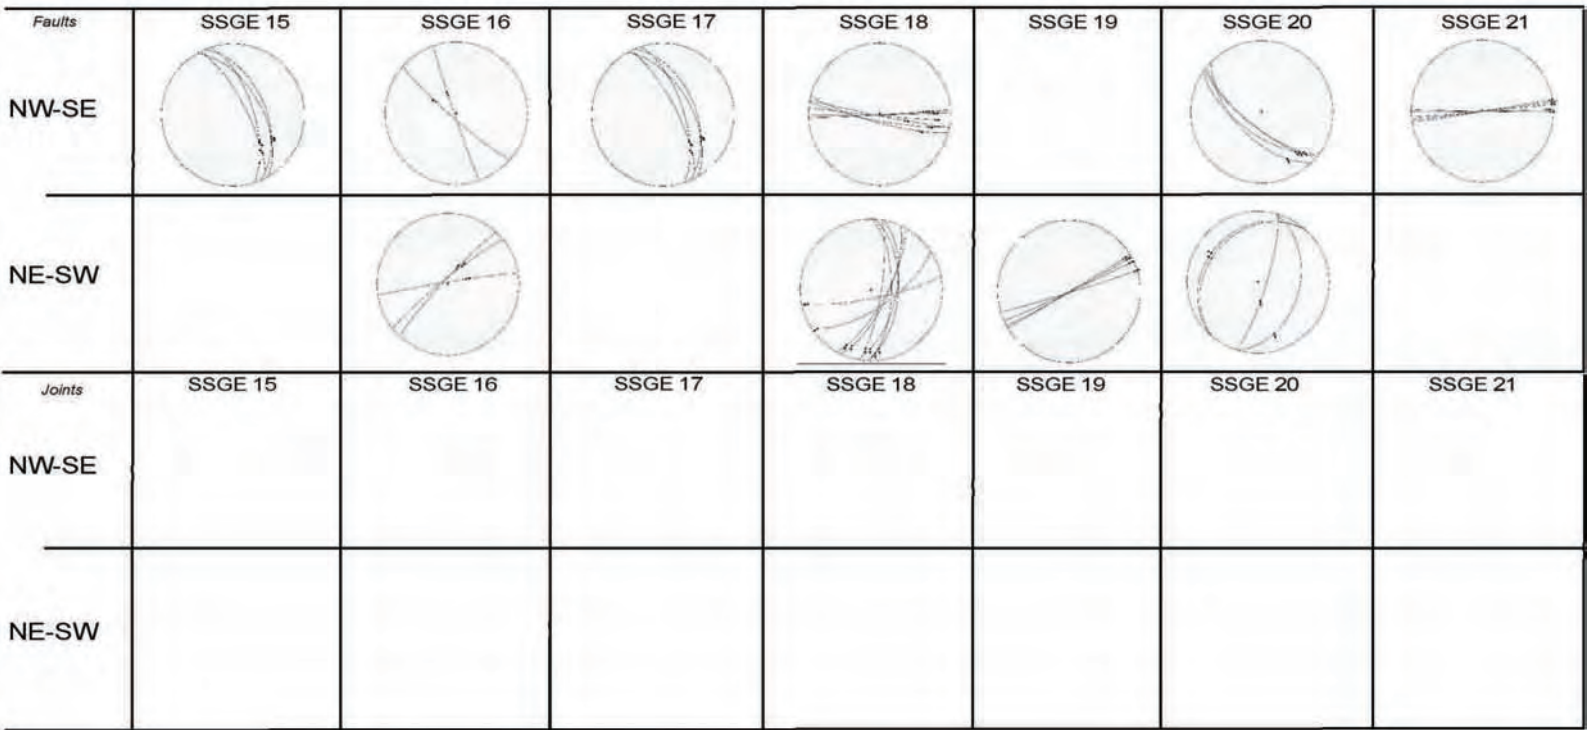 Faults SSGE 15 SSGE 16 SSGE 17 SSGE 18 SSGE 19 SSGE 20 SSGE 21
NW-SE
NE-SW
Joints SSGE 15 SSGE 16 SSGE 17 SSGE 18 SSGE 19 SSGE 20 SSGE 21
NW-SE
NE-SW